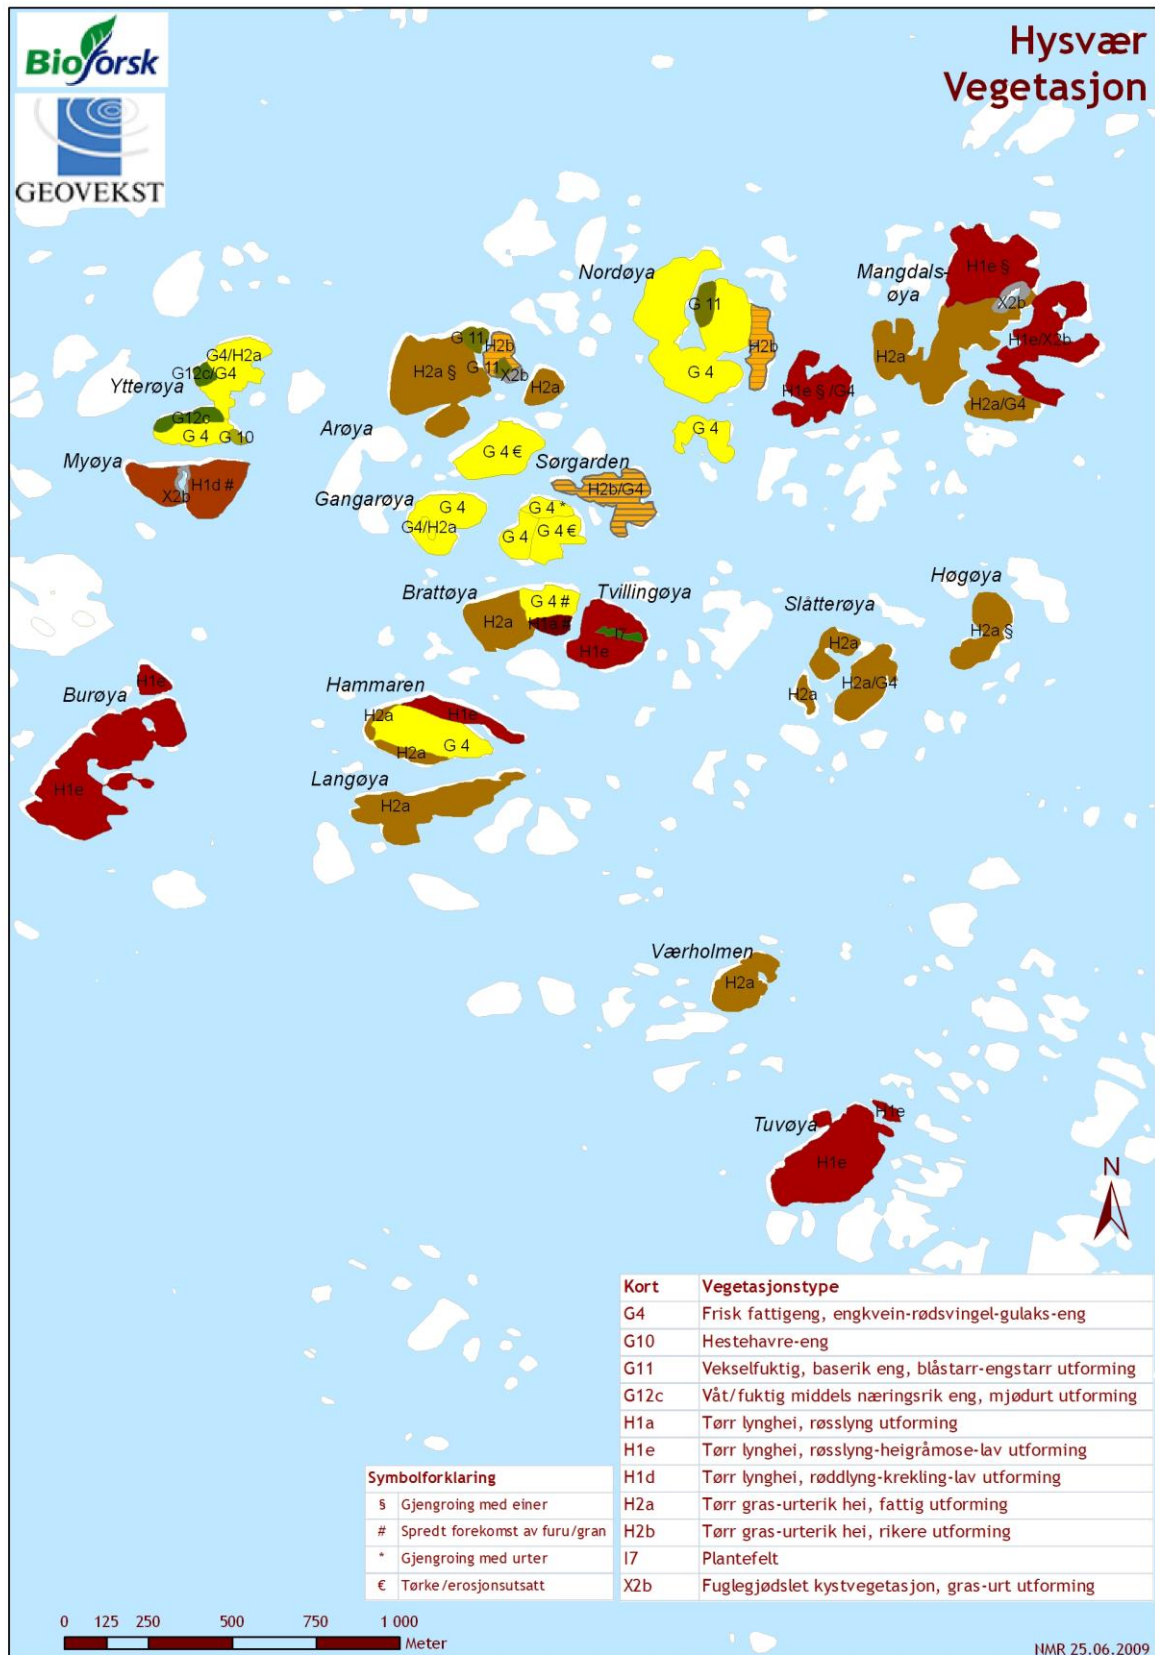 Bioforsk
GEOVEKST
Hysvær
Vegetasjon
Nordøya
Mangdals-
øya
H1e §
X2b
G 11
H1e/X2b
H2b
H2a
G 4
H1e § /G4
H2a/G4
G 4
G 11
H2b
G4/H2a
G12c/G4
Ytterøya
H2a §
G 11
X2b
H2a
G12c
G 4
G 10
Arøya
G 4 €
Myøya
X2b
H1d #
Sørgarden
H2b/G4
Gangarøya
G 4
G4/H2a
G 4 *
G 4
G 4 €
Brattøya
G 4 #
H2a
H1a #
Tvillingøya
I7
H1e
Slåtterøya
H2a
H2a
H2a/G4
Høgøya
H2a §
Burøya
H1e
H1e
Hammaren
H2a
H1e
H2a
G 4
Langøya
H2a
Værholmen
H2a
Tuvøya
H1e
H1e
N
Kort Vegetasjonstype
G4 Frisk fattigeng, engkvein-rødsvingel-gulaks-eng
G10 Hestehavre-eng
G11 Vekselfuktig, baserik eng, blåstarr-engstarr utforming
G12c Våt/fuktig middels næringsrik eng, mjødurt utforming
H1a Tørr lynghei, røsslyng utforming
H1e Tørr lynghei, røsslyng-heigråmose-lav utforming
H1d Tørr lynghei, røddlyng-krekling-lav utforming
H2a Tørr gras-urterik hei, fattig utforming
H2b Tørr gras-urterik hei, rikere utforming
I7 Plantefelt
X2b Fuglegjødslet kystvegetasjon, gras-urt utforming
Symbolforklaring
§ Gjengroing med einer
# Spredt forekomst av furu/gran
* Gjengroing med urter
€ Tørke/erosjonsutsatt
0 125 250 500 750 1 000
Meter
NMR 25.06.2009